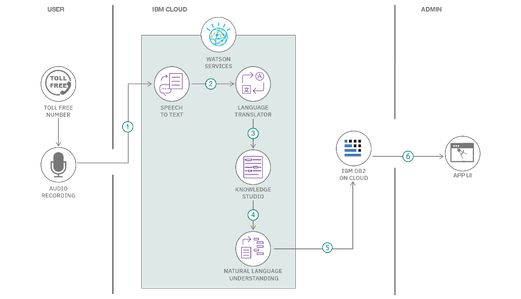 USER
IBM CLOUD
ADMIN
WATSON
SERVICES
TOLL
FREE
TOLL FREE
NUMBER
SPEECH
TO TEXT
2
LANGUAGE
TRANSLATOR
1
3
AUDIO
RECORDING
KNOWLEDGE
STUDIO
IBM DB2
ON CLOUD
6
APP UI
4
NATURAL LANGUAGE
UNDERSTANDING
5